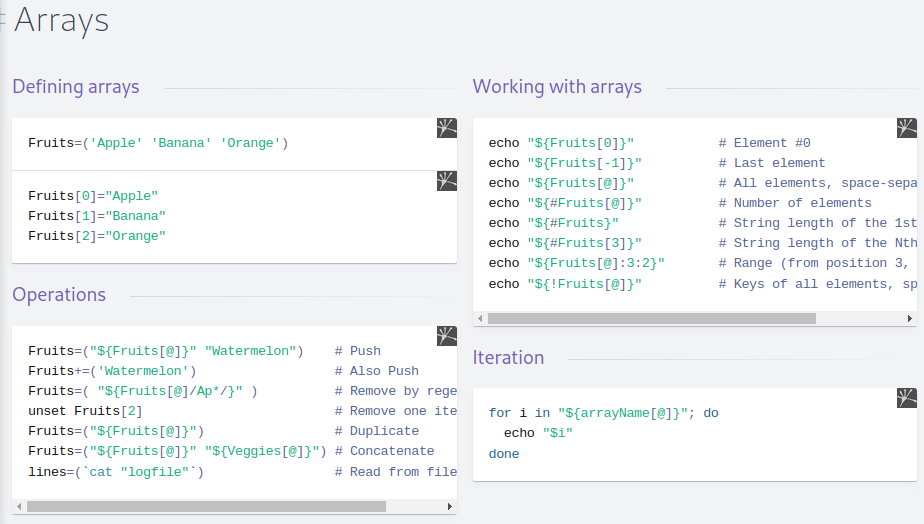 # Arrays
Defining arrays
Fruits=('Apple' 'Banana' 'Orange')
Fruits[0]="Apple"
Fruits[1]="Banana"
Fruits[2]="Orange"
Operations
Fruits=("${Fruits[@]}" "Watermelon")    # Push
Fruits+=('Watermelon')                  # Also Push
Fruits=( "${Fruits[@]/Ap*/}" )          # Remove by rege
unset Fruits[2]                         # Remove one ite
Fruits=("${Fruits[@]}")                 # Duplicate
Fruits=("${Fruits[@]}" "${Veggies[@]}") # Concatenate
lines=(`cat "logfile"`)                 # Read from file
Working with arrays
echo "${Fruits[0]}"           # Element #0
echo "${Fruits[-1]}"          # Last element
echo "${Fruits[@]}"           # All elements, space-sepa
echo "${#Fruits[@]}"          # Number of elements
echo "${#Fruits}"             # String length of the 1st
echo "${#Fruits[3]}"          # String length of the Nth
echo "${Fruits[@]:3:2}"       # Range (from position 3,
echo "${!Fruits[@]}"          # Keys of all elements, sp
Iteration
for i in "${arrayName[@]}"; do
  echo "$i"
done